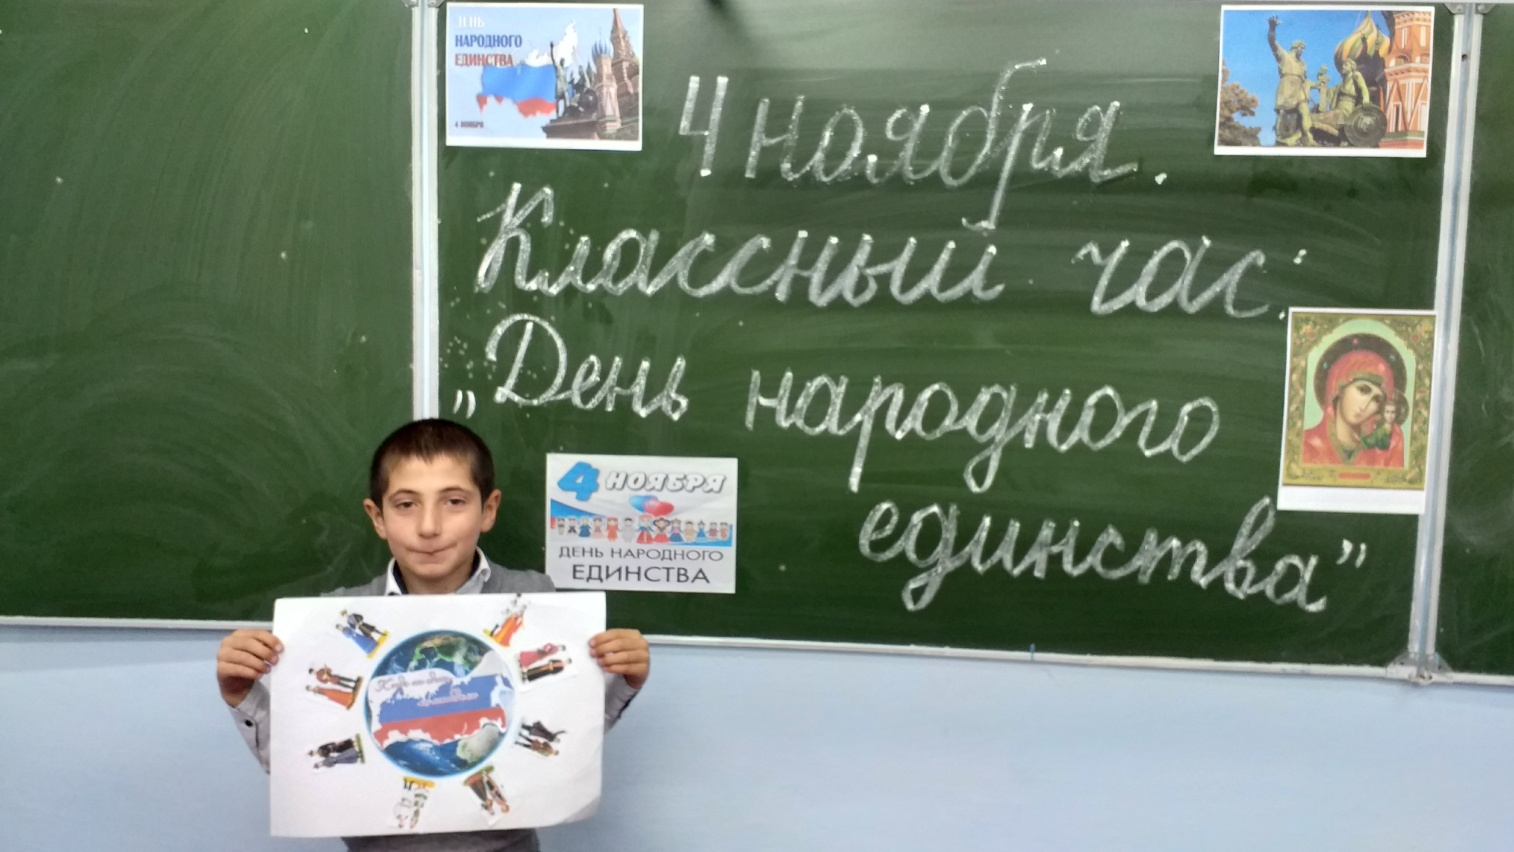 ДЕНЬ
НАРОДНОГО
ЕДИНСТВА
4 НОЯБРЯ
4 ноября.
Классный час:
„День народного
единства”
4 НОЯБРЯ
ДЕНЬ НАРОДНОГО
ЕДИНСТВА